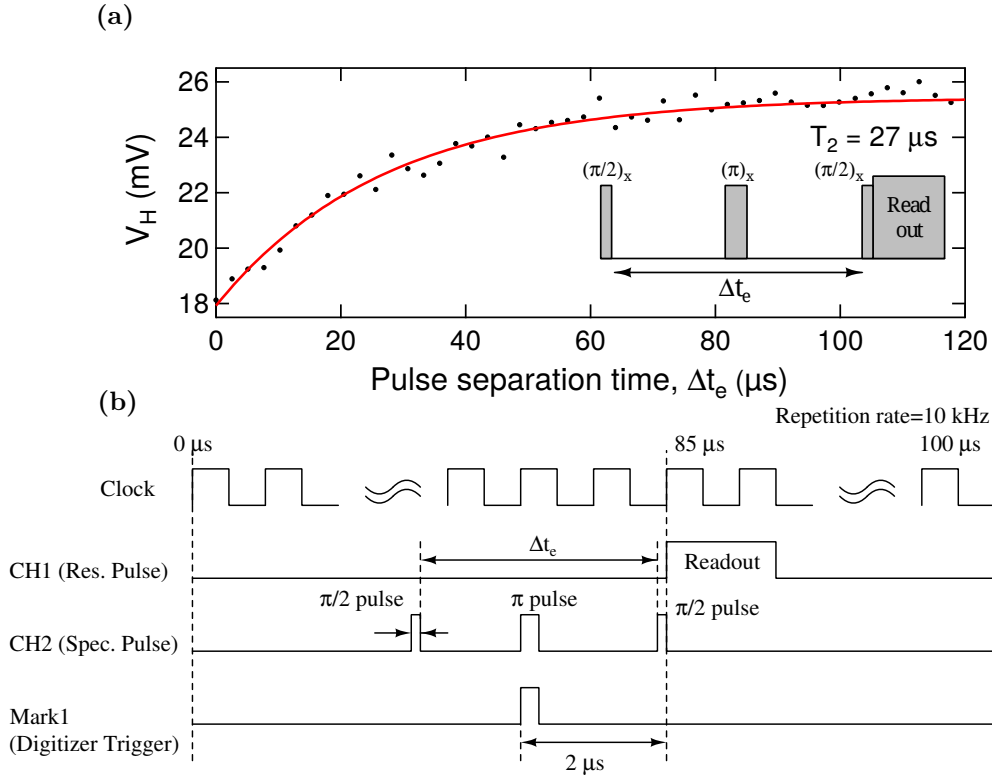 (a)
26
24
22
20
18
V_H (mV)
T_2 = 27 µs
(π/2)_x
(π)_x
(π/2)_x
Read
out
Δt_e
0
20
40
60
80
100
120
Pulse separation time, Δt_e (µs)
(b)
Repetition rate=10 kHz
0 µs
85 µs
100 µs
Clock
Δt_e
CH1 (Res. Pulse)
Readout
π/2 pulse
π pulse
π/2 pulse
CH2 (Spec. Pulse)
Mark1
(Digitizer Trigger)
2 µs